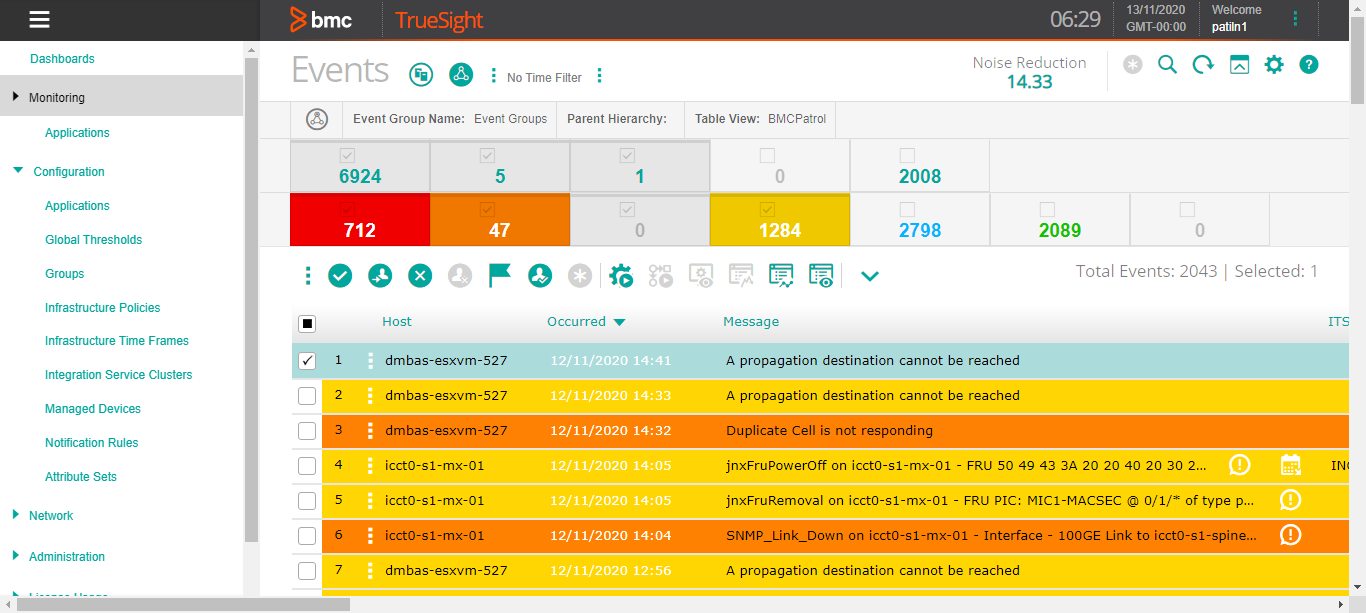 bmc TrueSight 06:29 13/11/2020 Welcome
GMT-00:00 patiln1
Dashboards
Monitoring
Applications
Configuration
Applications
Global Thresholds
Groups
Infrastructure Policies
Infrastructure Time Frames
Integration Service Clusters
Managed Devices
Notification Rules
Attribute Sets
Network
Administration
License Usage
Events No Time Filter Noise Reduction
14.33
Event Group Name: Event Groups Parent Hierarchy: Table View: BMCPatrol
6924 5 1 0 2008
712 47 0 1284 2798 2089 0
Total Events: 2043 | Selected: 1
Host Occurred Message ITS
1 dmbas-esxvm-527 12/11/2020 14:41 A propagation destination cannot be reached
2 dmbas-esxvm-527 12/11/2020 14:33 A propagation destination cannot be reached
3 dmbas-esxvm-527 12/11/2020 14:32 Duplicate Cell is not responding
4 icct0-s1-mx-01 12/11/2020 14:05 jnxFruPowerOff on icct0-s1-mx-01 - FRU 50 49 43 3A 20 20 40 20 30 2... INC
5 icct0-s1-mx-01 12/11/2020 14:05 jnxFruRemoval on icct0-s1-mx-01 - FRU PIC: MIC1-MACSEC @ 0/1/* of type p...
6 icct0-s1-mx-01 12/11/2020 14:04 SNMP_Link_Down on icct0-s1-mx-01 - Interface - 100GE Link to icct0-s1-spine...
7 dmbas-esxvm-527 12/11/2020 12:56 A propagation destination cannot be reached